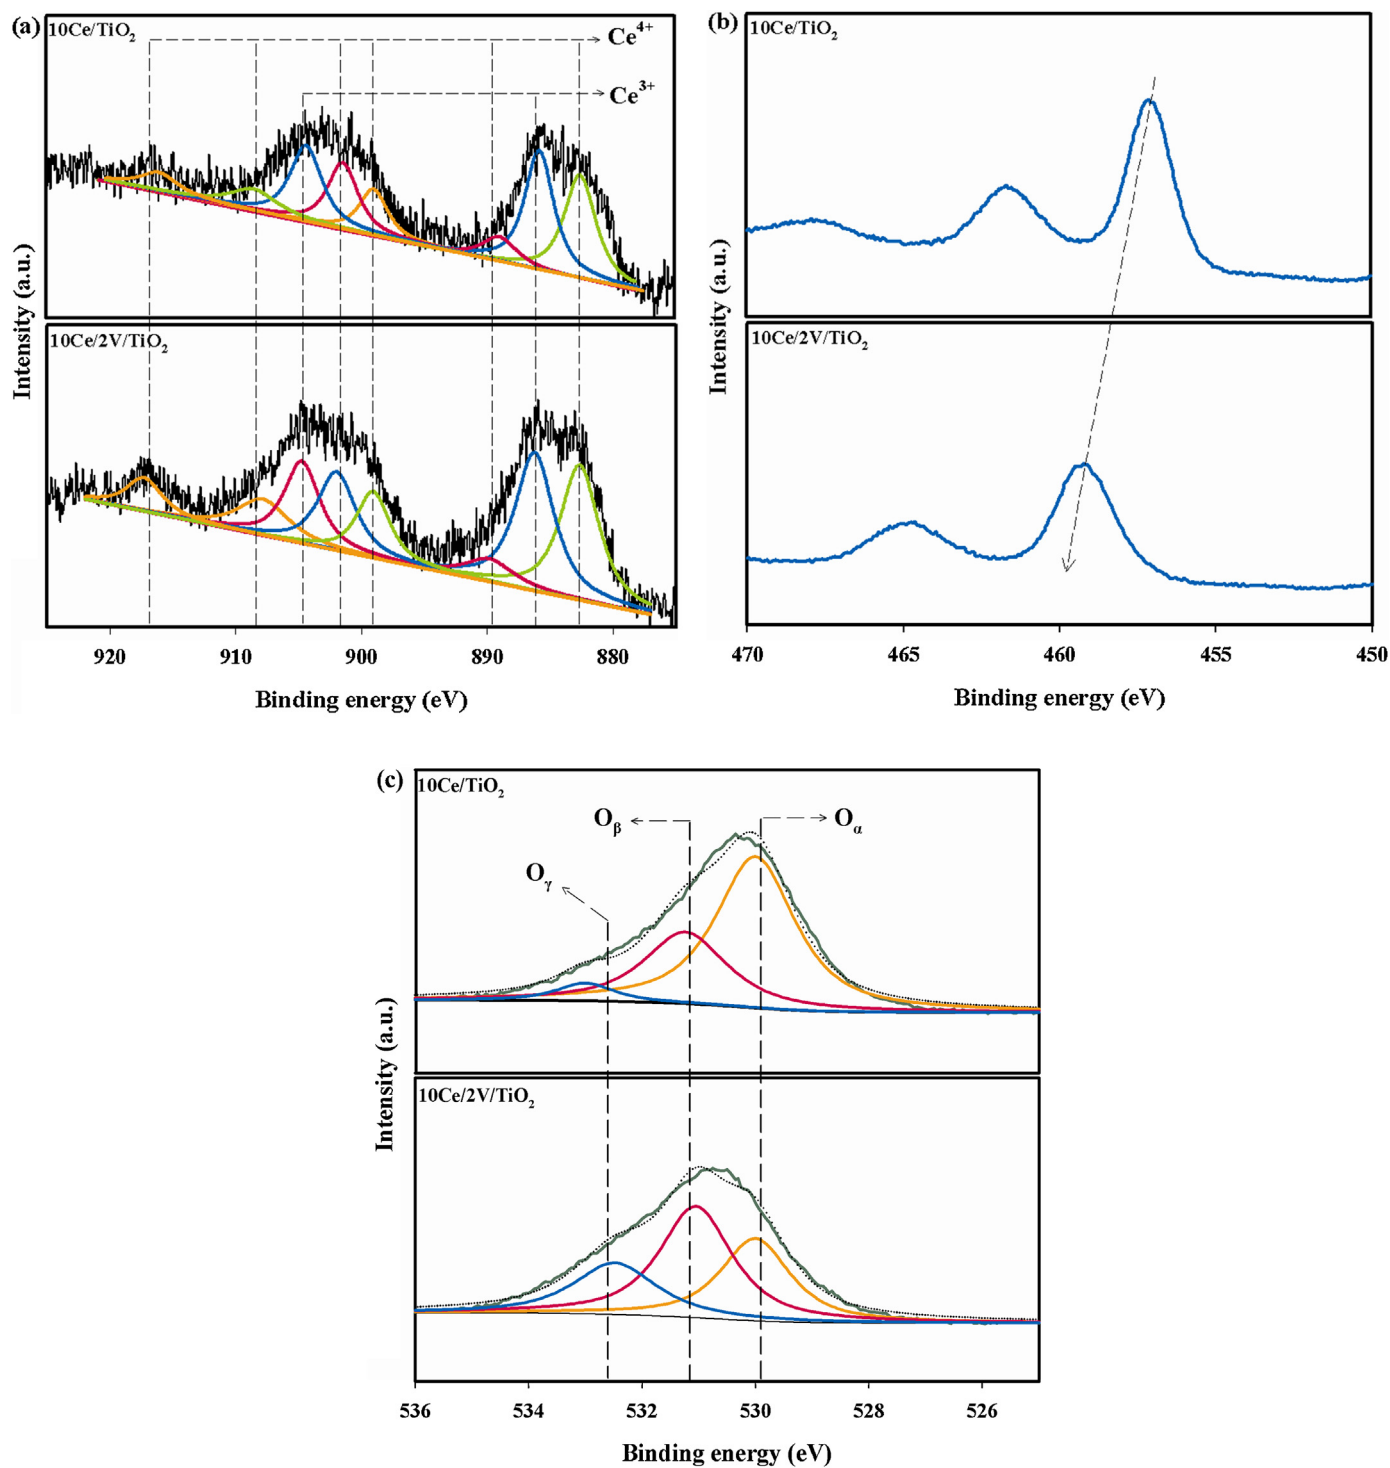 (a)
10Ce/TiO2
Ce4+
Ce3+
10Ce/2V/TiO2
Intensity (a.u.)
920 910 900 890 880
Binding energy (eV)
(b)
10Ce/TiO2
10Ce/2V/TiO2
Intensity (a.u.)
470 465 460 455 450
Binding energy (eV)
(c)
10Ce/TiO2
Oβ
Oα
Oγ
10Ce/2V/TiO2
Intensity (a.u.)
536 534 532 530 528 526
Binding energy (eV)